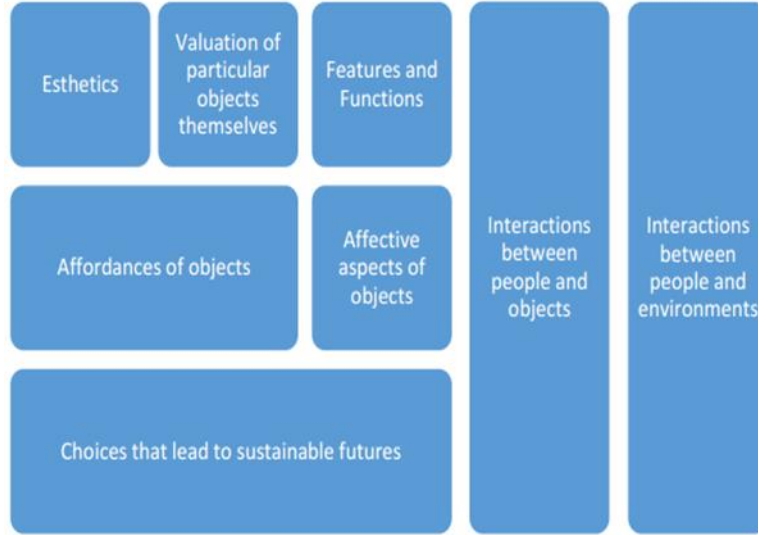 Esthetics
Valuation of
particular
objects
themselves
Features and
Functions
Affordances of objects
Affective
aspects of
objects
Choices that lead to sustainable futures
Interactions
between
people and
objects
Interactions
between
people and
environments